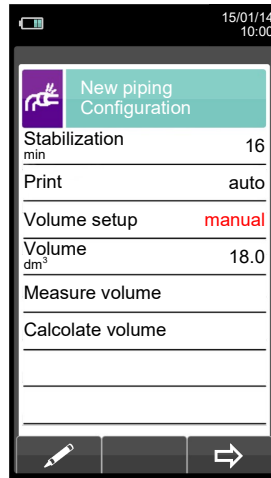 15/01/14
10:00
New piping
Configuration
Stabilization
min
16
Print
auto
Volume setup
manual
Volume
dm³
18.0
Measure volume
Calcolate volume